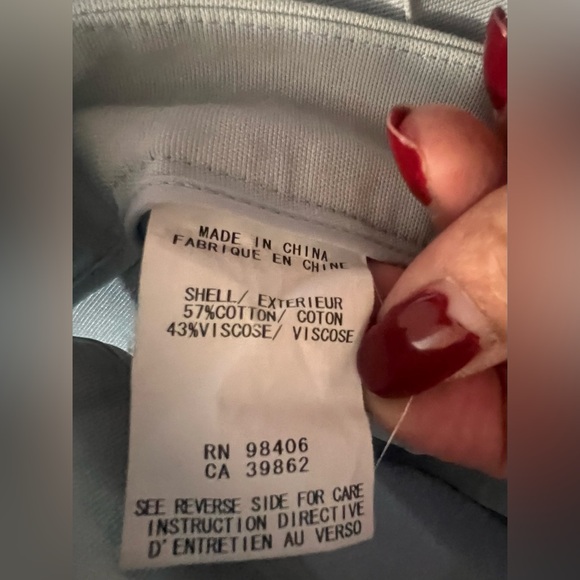 MADE IN CHINA
FABRIQUE EN CHINE
SHELL/ EXTERIEUR
57%COTTON/ COTON
43%VISCOSE/ VISCOSE
RN 98406
CA 39862
SEE REVERSE SIDE FOR CARE
INSTRUCTION DIRECTIVE
D'ENTRETIEN AU VERSO